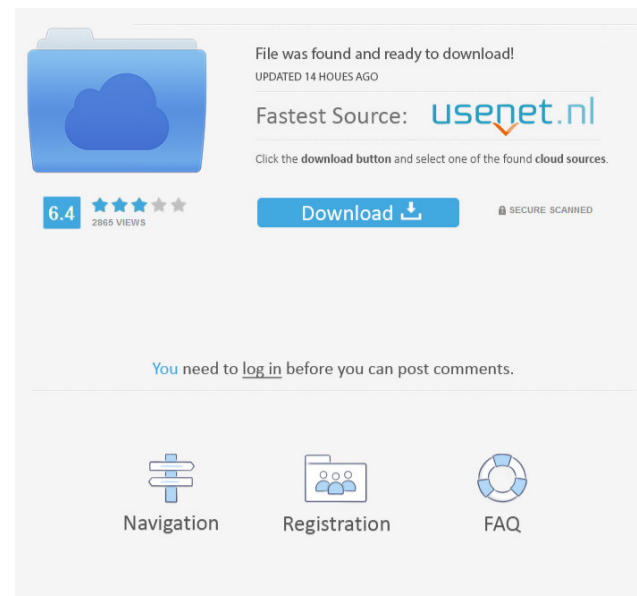 File was found and ready to download!
UPDATED 14 HOUES AGO
Fastest Source: usenet.nl
Click the download button and select one of the found cloud sources.
6.4
2865 VIEWS
Download
SECURE SCANNED
You need to log in before you can post comments.
Navigation
Registration
FAQ